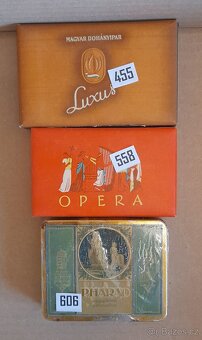 MAGYAR DOHÁNYIPAR
455
Luxus
558
OPERA
PHARAO
606